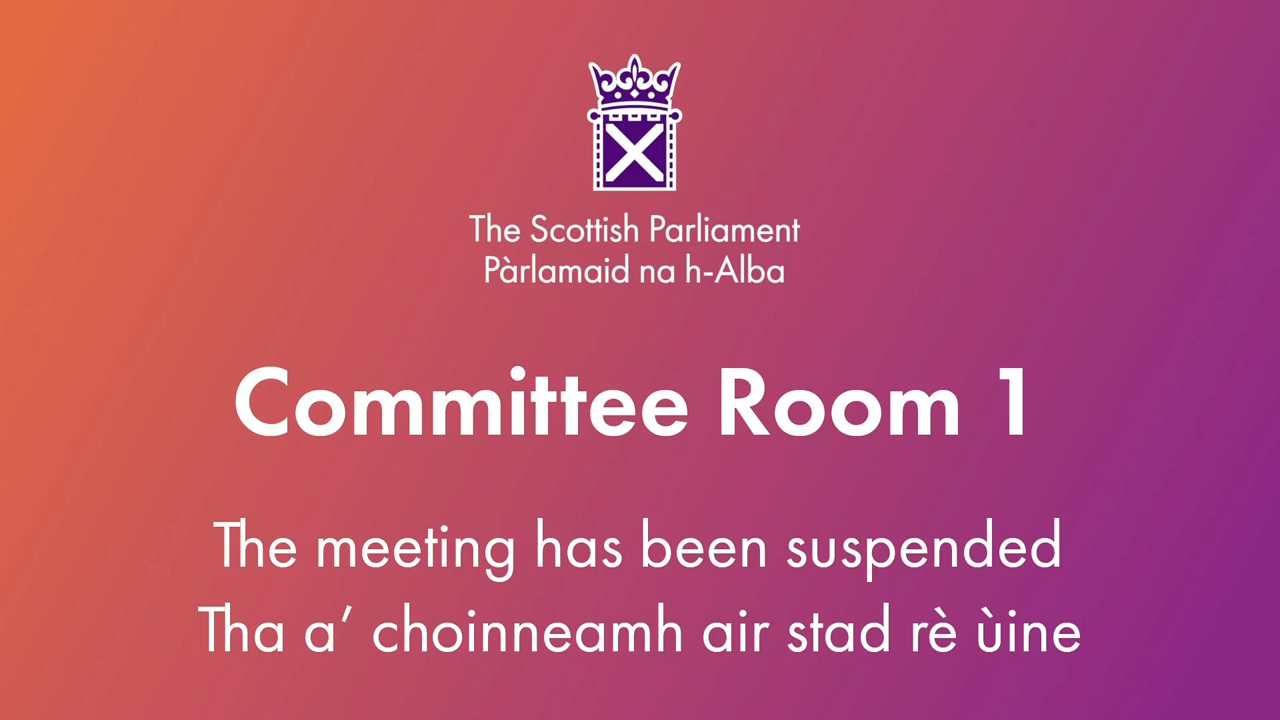 The Scottish Parliament
Pàrlamaid na h-Alba
Committee Room 1
The meeting has been suspended
Tha a’ choinneamh air stad rè ùine